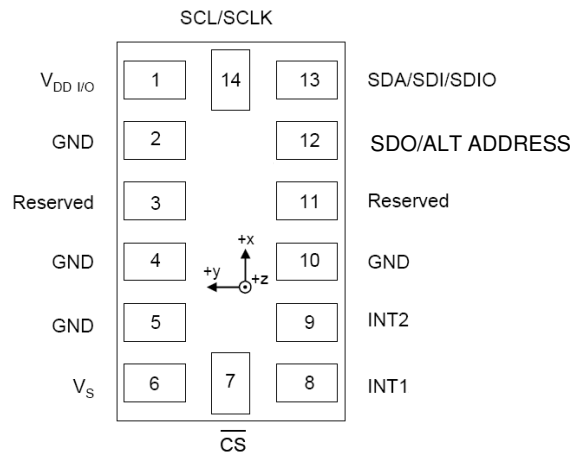 SCL/SCLK
V_DD I/O 1 14 13 SDA/SDI/SDIO
GND 2 12 SDO/ALT ADDRESS
Reserved 3 11 Reserved
+x
GND 4 10 GND
+y +z
GND 5 9 INT2
V_S 6 7 8 INT1
C̅S̅